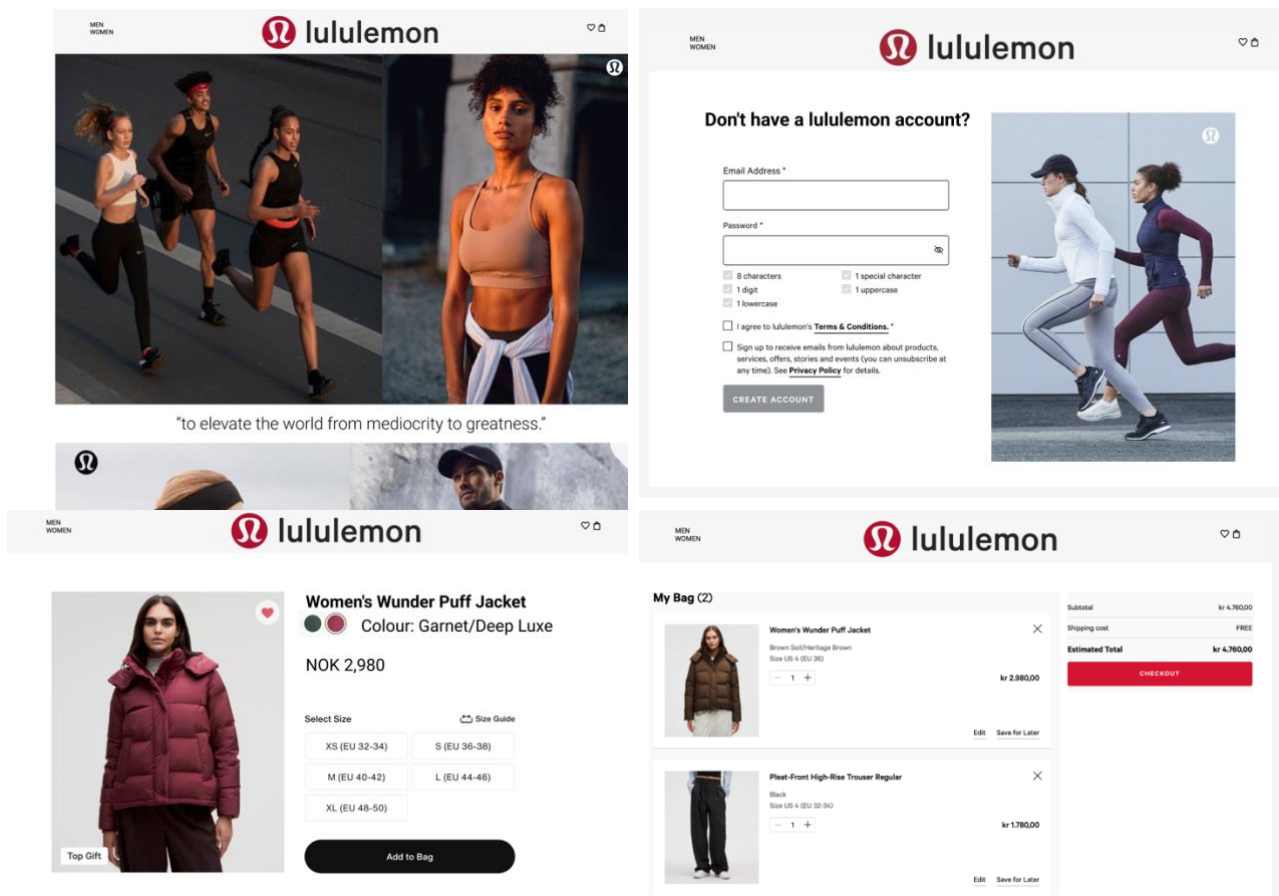 MEN
WOMEN
lululemon
"to elevate the world from mediocrity to greatness."
MEN
WOMEN
lululemon
Don't have a lululemon account?
Email Address *
Password *
8 characters
1 special character
1 digit
1 uppercase
1 lowercase
I agree to lululemon's Terms & Conditions. *
Sign up to receive emails from lululemon about products,
services, offers, stories and events (you can unsubscribe at
any time). See Privacy Policy for details.
CREATE ACCOUNT
MEN
WOMEN
lululemon
Women's Wunder Puff Jacket
Colour: Garnet/Deep Luxe
NOK 2,980
Select Size
Size Guide
XS (EU 32-34)
S (EU 36-38)
M (EU 40-42)
L (EU 44-46)
XL (EU 48-50)
Top Gift
Add to Bag
MEN
WOMEN
lululemon
My Bag (2)
Women's Wunder Puff Jacket
Brown Soil/Heritage Brown
Size US 4 (EU 36)
1
kr 2.980,00
Edit
Save for Later
Pleat-Front High-Rise Trouser Regular
Black
Size US 4 (EU 32-34)
1
kr 1.780,00
Edit
Save for Later
Subtotal
kr 4.760,00
Shipping cost
FREE
Estimated Total
kr 4.760,00
CHECKOUT